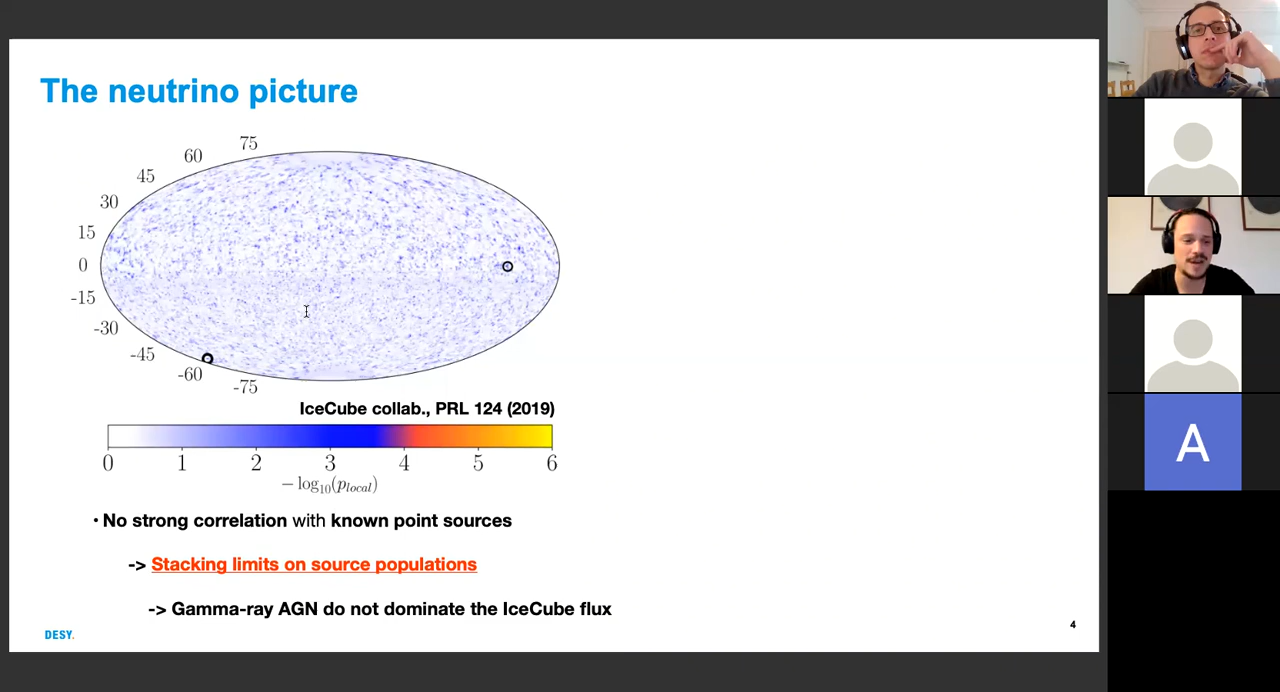 The neutrino picture
75
60
45
30
15
0
-15
-30
-45
-60
-75
IceCube collab., PRL 124 (2019)
0 1 2 3 4 5 6
− log10(plocal)
• No strong correlation with known point sources
-> Stacking limits on source populations
-> Gamma-ray AGN do not dominate the IceCube flux
DESY.
4
A